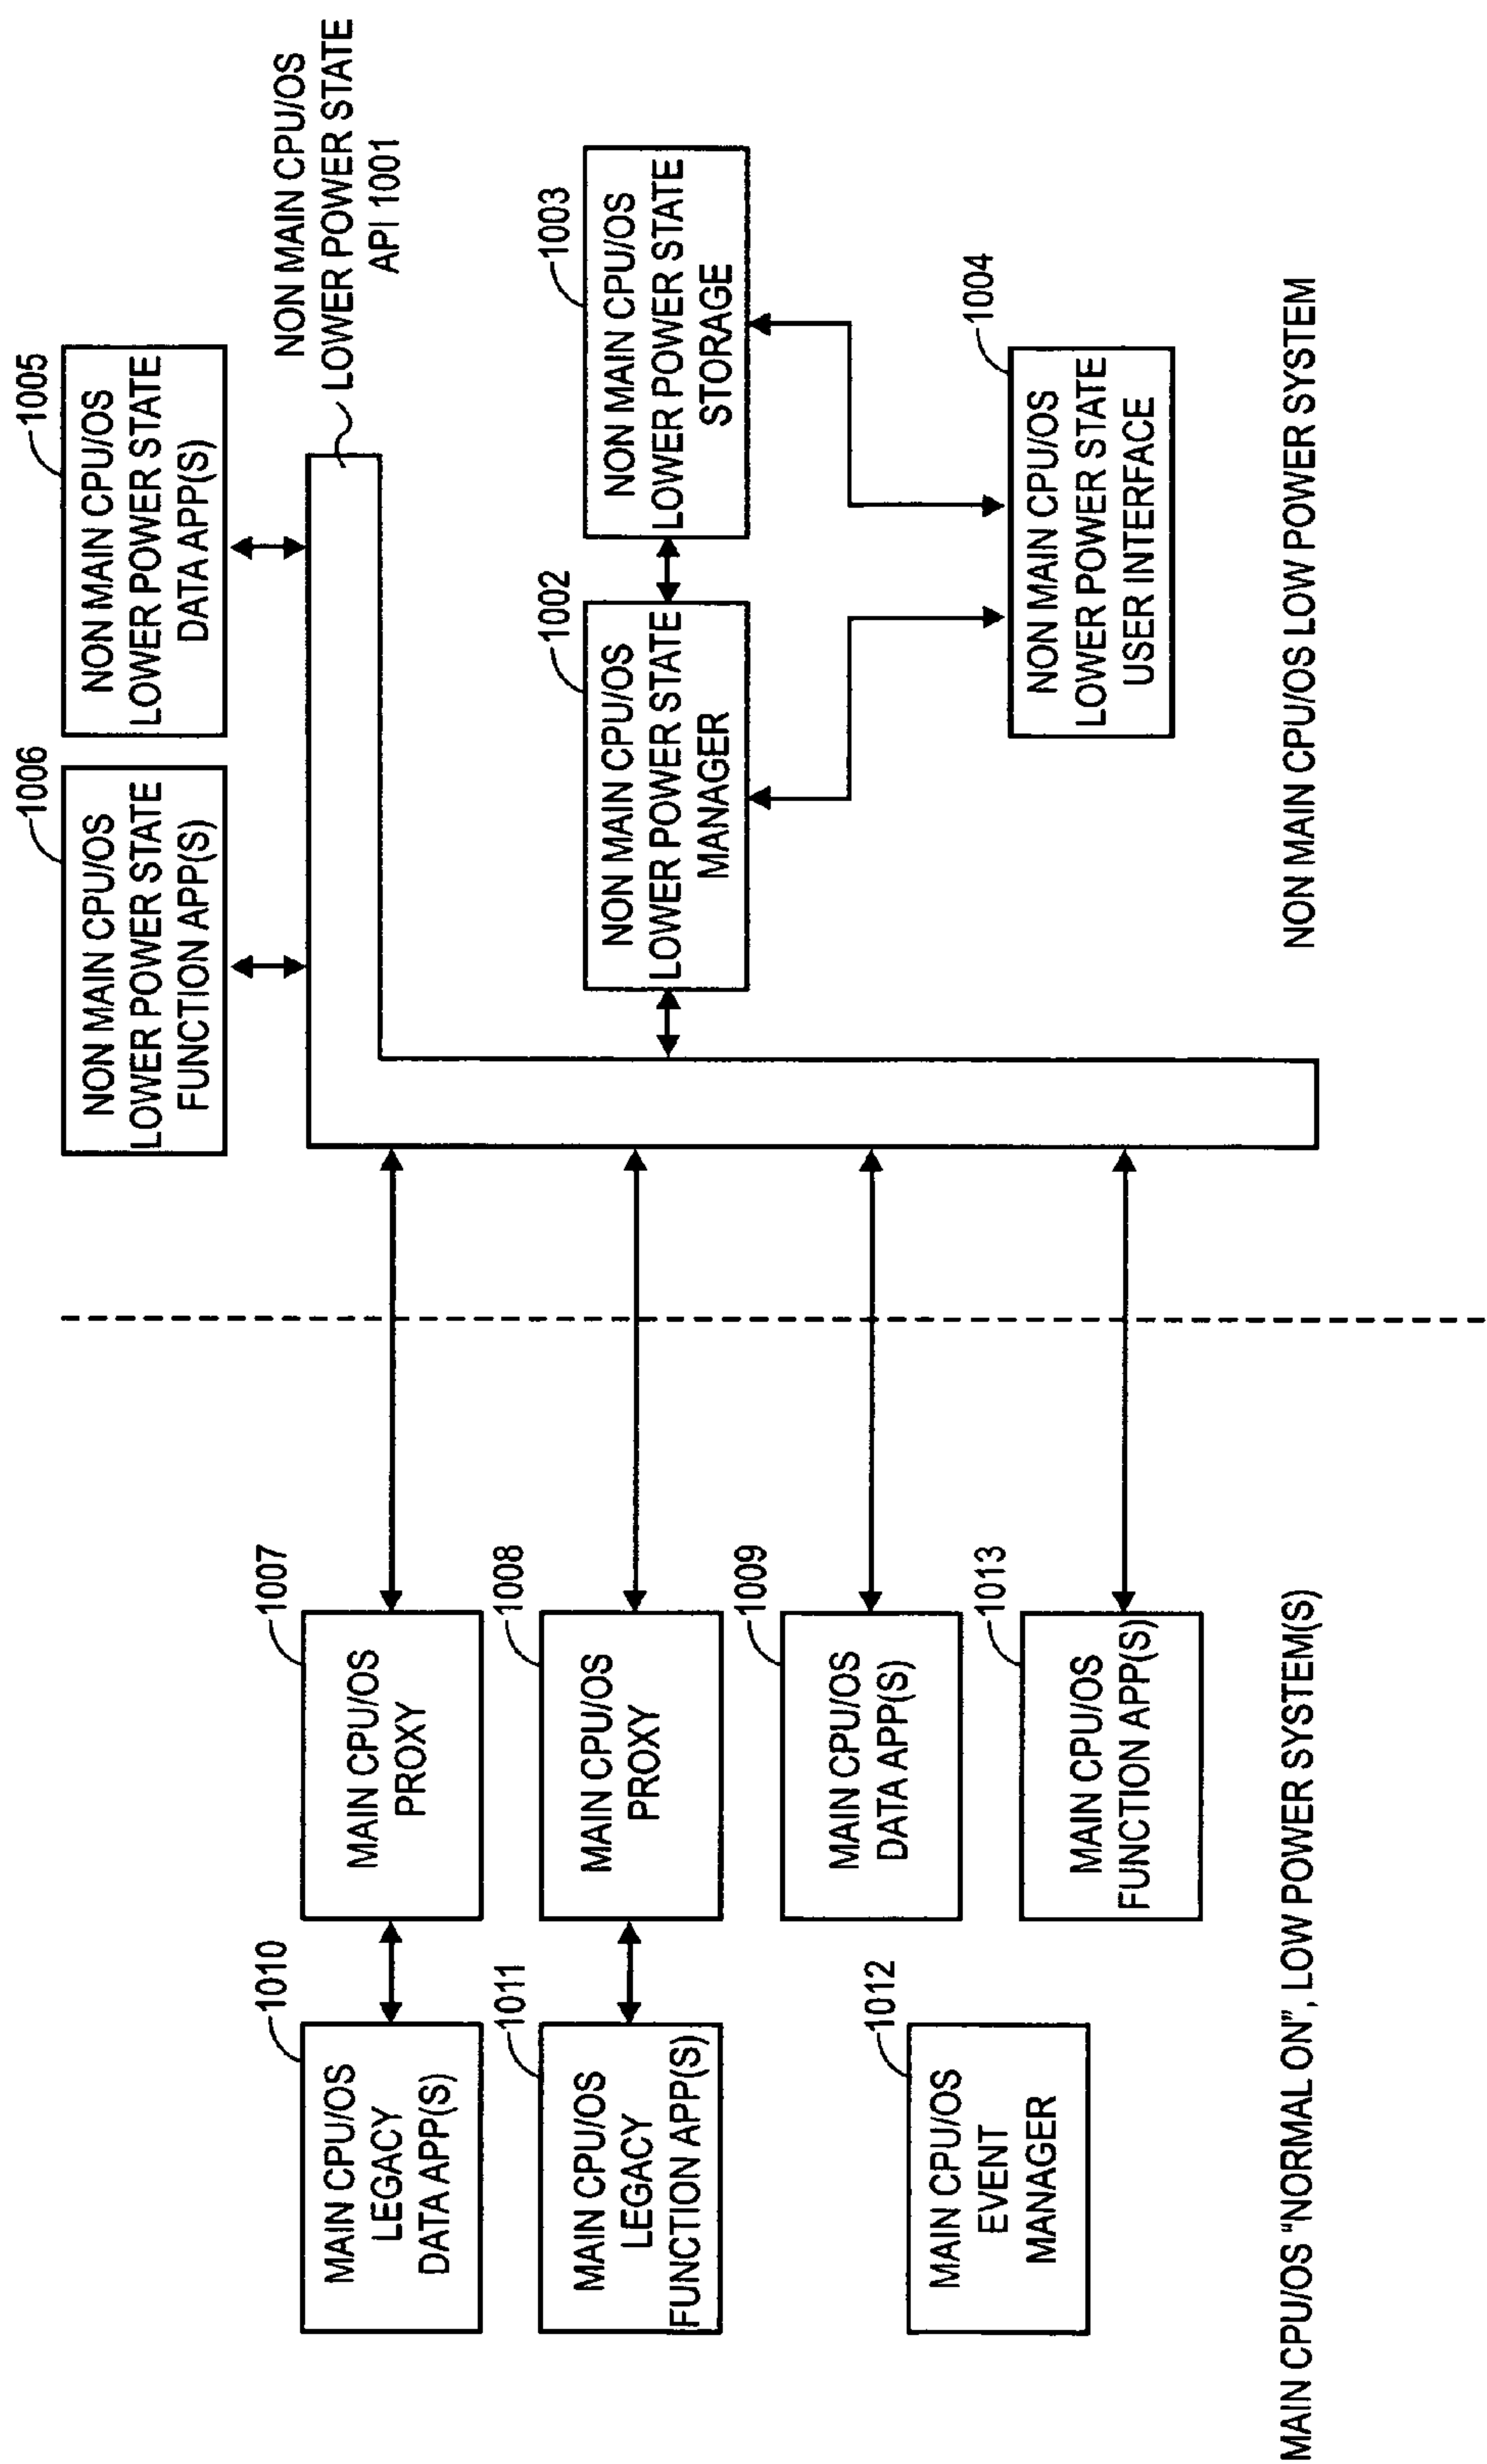 1010
MAIN CPU/OS
LEGACY
DATA APP(S)
1011
MAIN CPU/OS
LEGACY
FUNCTION APP(S)
1012
MAIN CPU/OS
EVENT
MANAGER
1007
MAIN CPU/OS
PROXY
1008
MAIN CPU/OS
PROXY
1009
MAIN CPU/OS
DATA APP(S)
1013
MAIN CPU/OS
FUNCTION APP(S)
MAIN CPU/OS "NORMAL ON", LOW POWER SYSTEM(S)
1006
NON MAIN CPU/OS
LOWER POWER STATE
FUNCTION APP(S)
1005
NON MAIN CPU/OS
LOWER POWER STATE
DATA APP(S)
NON MAIN CPU/OS
LOWER POWER STATE
API 1001
1002
NON MAIN CPU/OS
LOWER POWER STATE
MANAGER
1003
NON MAIN CPU/OS
LOWER POWER STATE
STORAGE
1004
NON MAIN CPU/OS
LOWER POWER STATE
USER INTERFACE
NON MAIN CPU/OS LOW POWER SYSTEM